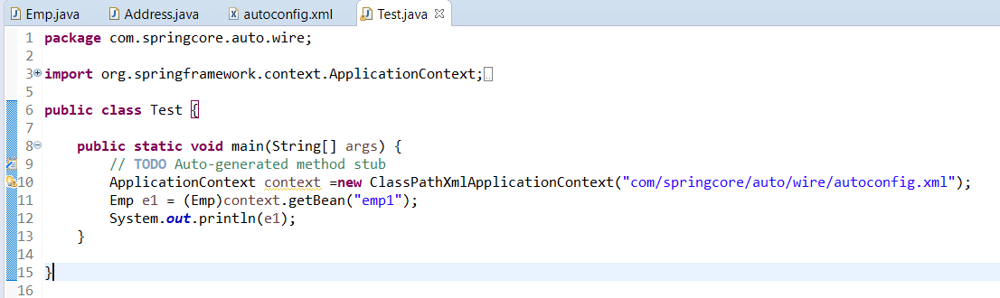 Emp.java Address.java autoconfig.xml Test.java
1 package com.springcore.auto.wire;
2
3 import org.springframework.context.ApplicationContext;
5
6 public class Test {
7
8     public static void main(String[] args) {
9         // TODO Auto-generated method stub
10         ApplicationContext context =new ClassPathXmlApplicationContext("com/springcore/auto/wire/autoconfig.xml");
11         Emp e1 = (Emp)context.getBean("emp1");
12         System.out.println(e1);
13     }
14
15 }
16